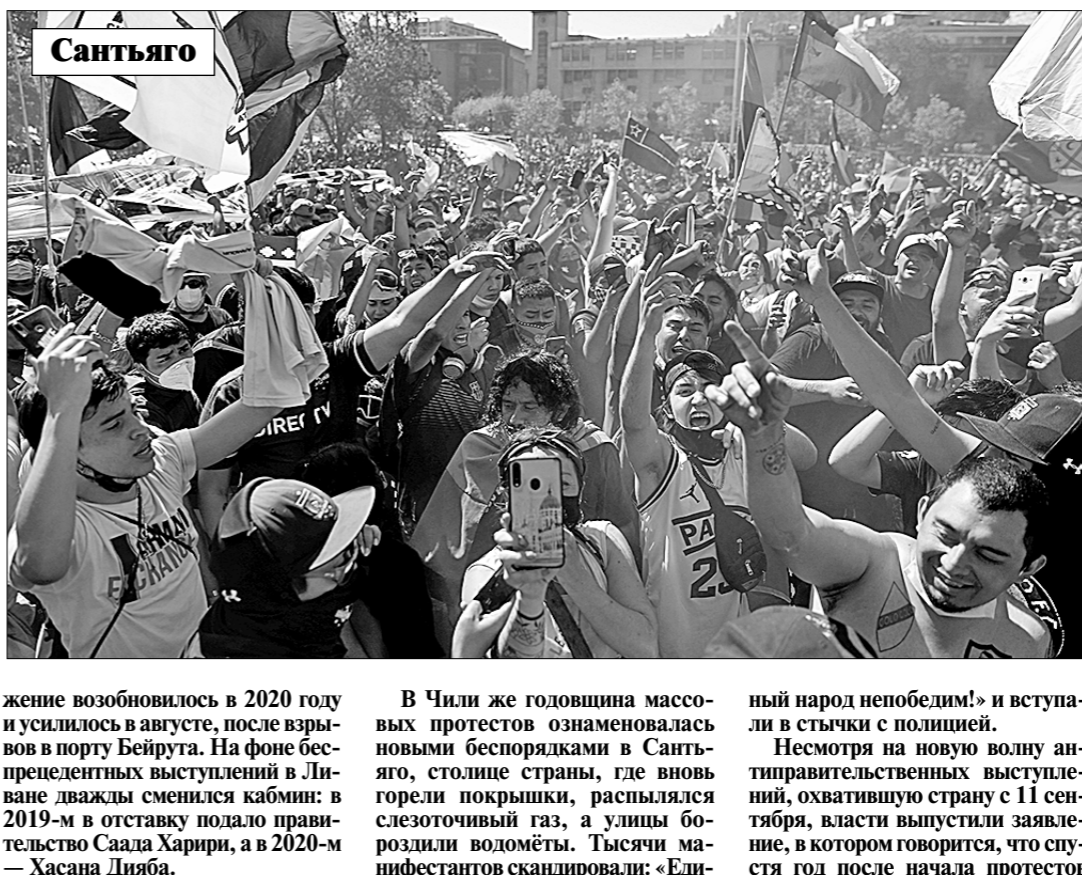 Сантьяго
DIRECTV
PA
жение возобновилось в 2020 году
и усилилось в августе, после взры-
вов в порту Бейрута. На фоне бес-
прецедентных выступлений в Ли-
ване дважды сменился кабмин: в
2019-м в отставку подало прави-
тельство Саада Харири, а в 2020-м
— Хасана Дияба.
В Чили же годовщина массо-
вых протестов ознаменовалась
новыми беспорядками в Санть-
яго, столице страны, где вновь
горели покрышки, распылялся
слезоточивый газ, а улицы бо-
роздили водомёты. Тысячи ма-
нифестантов скандировали: «Еди-
ный народ непобедим!» и вступа-
ли в стычки с полицией.
Несмотря на новую волну ан-
типравительственных выступле-
ний, охватившую страну с 11 сен-
тября, власти выпустили заявле-
ние, в котором говорится, что спу-
стя год после начала протестов